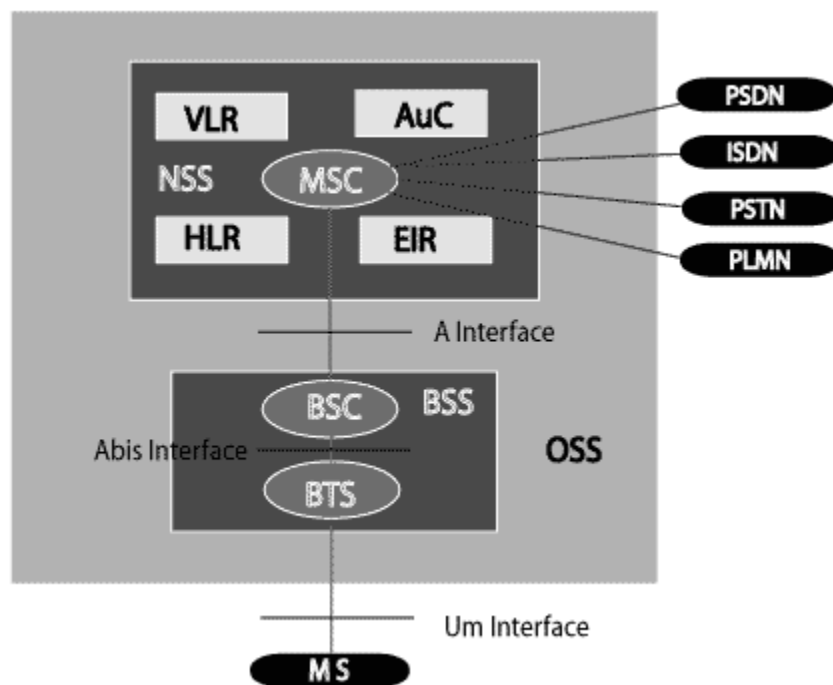 VLR
AuC
PSDN
ISDN
NSS
MSC
PSTN
HLR
EIR
PLMN
A Interface
BSC
BSS
Abis Interface
OSS
BTS
Um Interface
MS